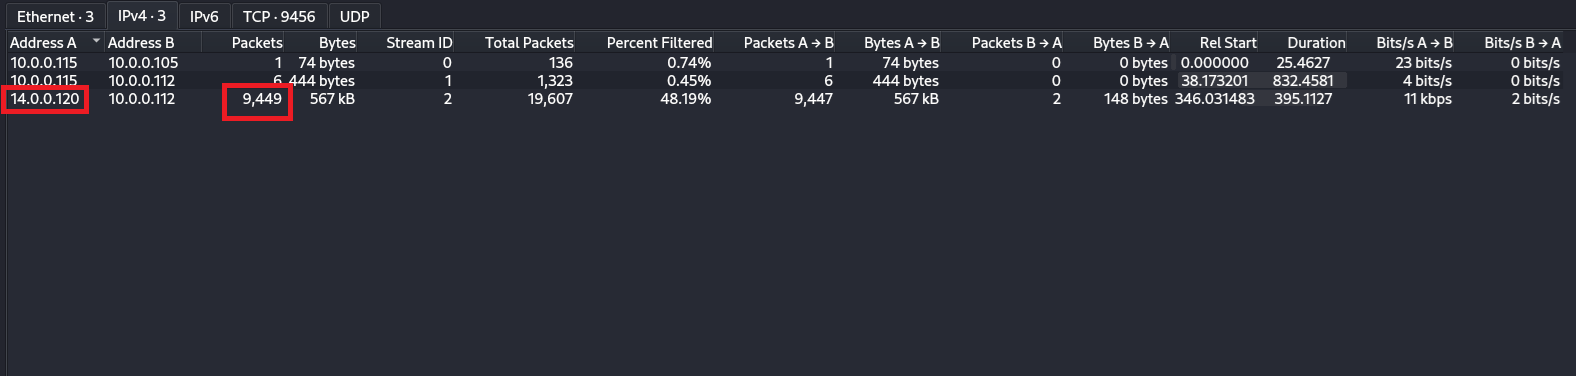 Ethernet · 3 IPv4 · 3 IPv6 TCP · 9456 UDP
Address A Address B Packets Bytes Stream ID Total Packets Percent Filtered Packets A → B Bytes A → B Packets B → A Bytes B → A Rel Start Duration Bits/s A → B Bits/s B → A
10.0.0.115 10.0.0.105 1 74 bytes 0 136 0.74% 1 74 bytes 0 0 bytes 0.000000 25.4627 23 bits/s 0 bits/s
10.0.0.115 10.0.0.112 6 444 bytes 1 1,323 0.45% 6 444 bytes 0 0 bytes 38.173201 832.4581 4 bits/s 0 bits/s
14.0.0.120 10.0.0.112 9,449 567 kB 2 19,607 48.19% 9,447 567 kB 2 148 bytes 346.031483 395.1127 11 kbps 2 bits/s